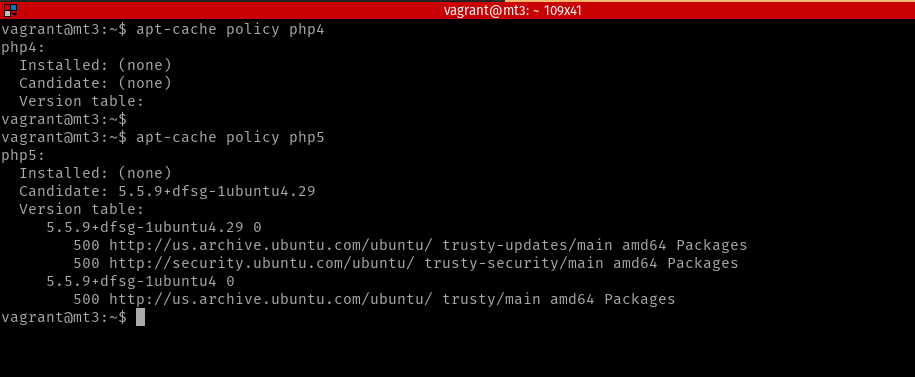 vagrant@mt3: ~ 109x41
vagrant@mt3:~$ apt-cache policy php4
php4:
  Installed: (none)
  Candidate: (none)
  Version table:
vagrant@mt3:~$
vagrant@mt3:~$ apt-cache policy php5
php5:
  Installed: (none)
  Candidate: 5.5.9+dfsg-1ubuntu4.29
  Version table:
     5.5.9+dfsg-1ubuntu4.29 0
        500 http://us.archive.ubuntu.com/ubuntu/ trusty-updates/main amd64 Packages
        500 http://security.ubuntu.com/ubuntu/ trusty-security/main amd64 Packages
     5.5.9+dfsg-1ubuntu4 0
        500 http://us.archive.ubuntu.com/ubuntu/ trusty/main amd64 Packages
vagrant@mt3:~$